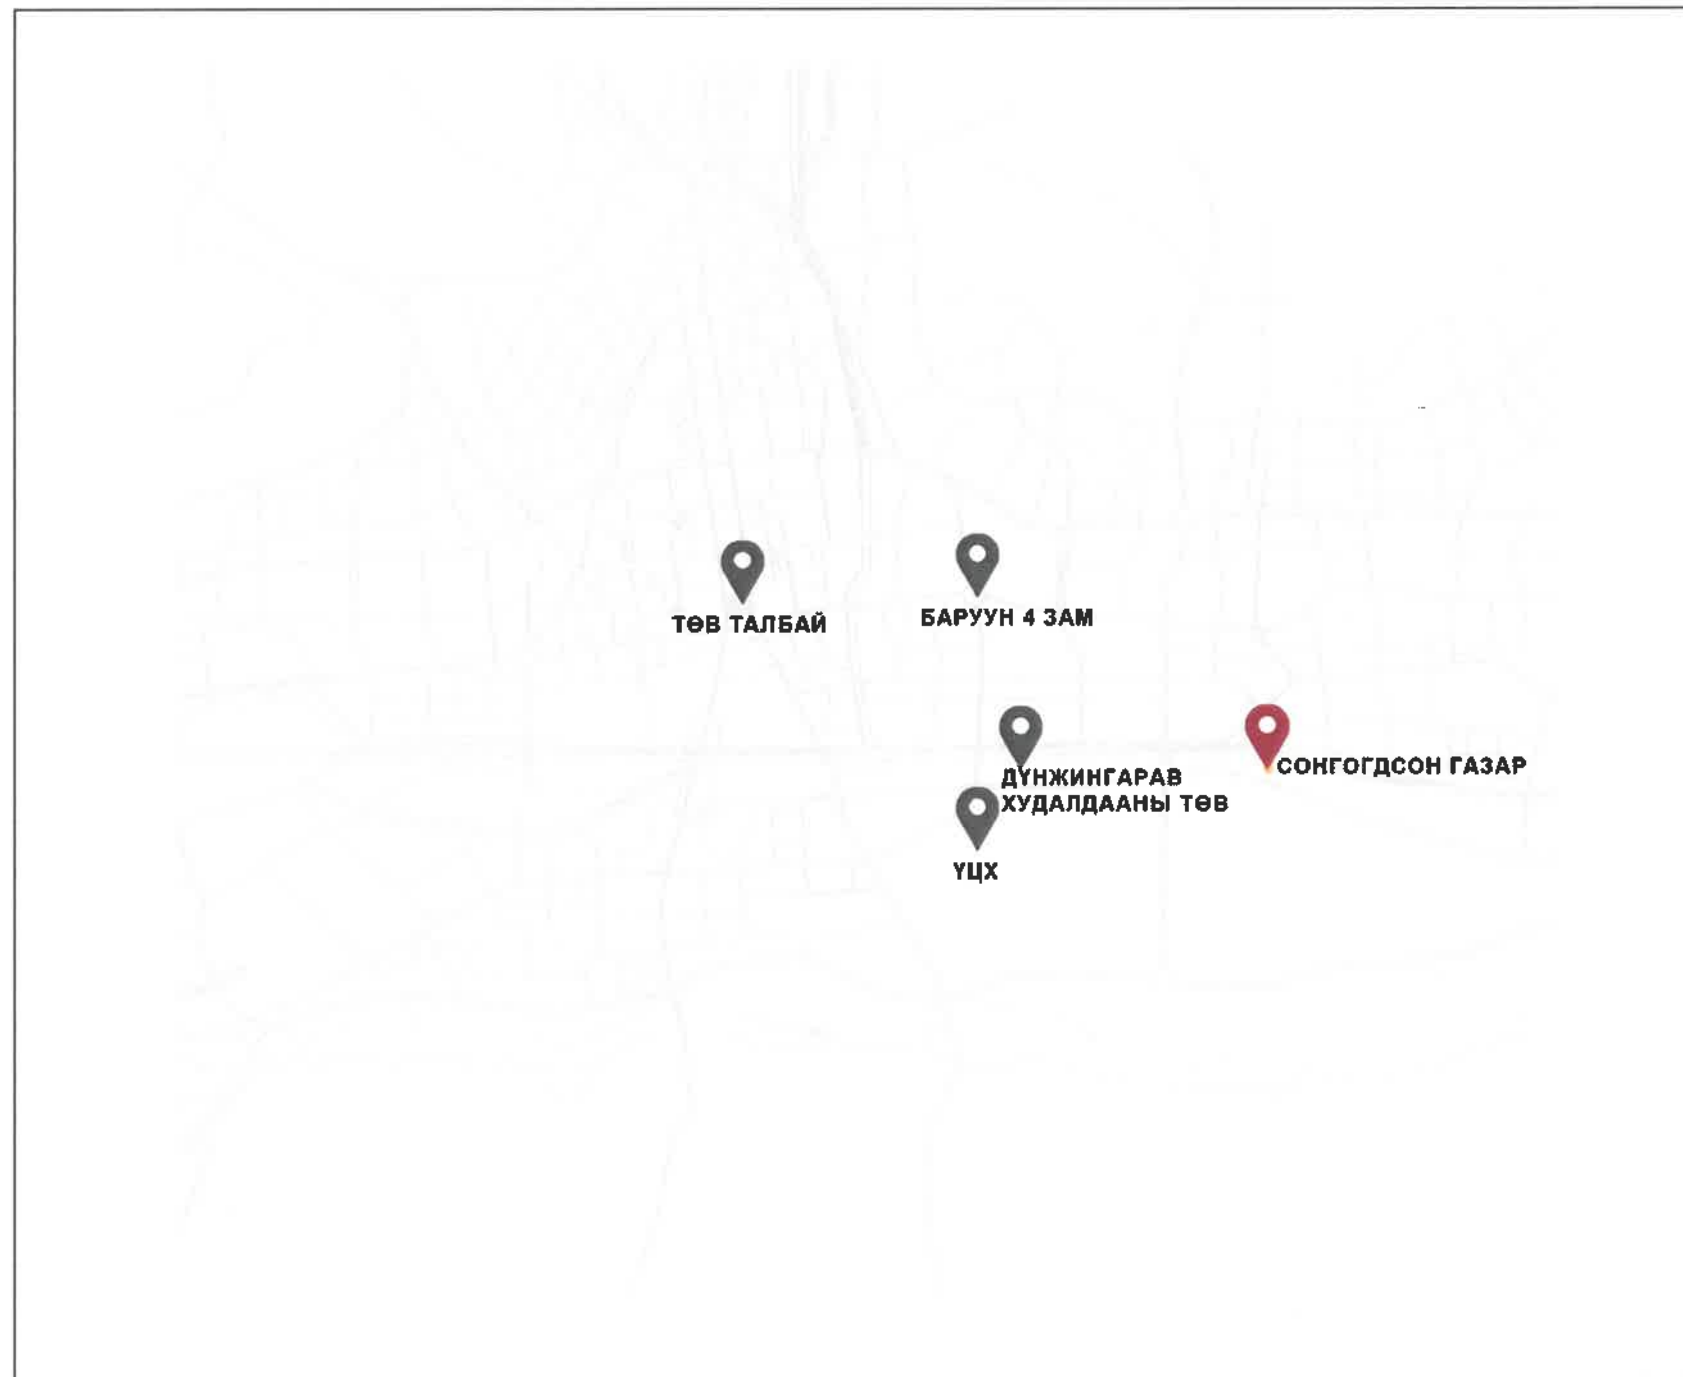 ТӨВ ТАЛБАЙ
БАРУУН 4 ЗАМ
ДҮНЖИНГАРАВ
ХУДАЛДААНЫ ТӨВ
СОНГОГДСОН ГАЗАР
ҮЦХ